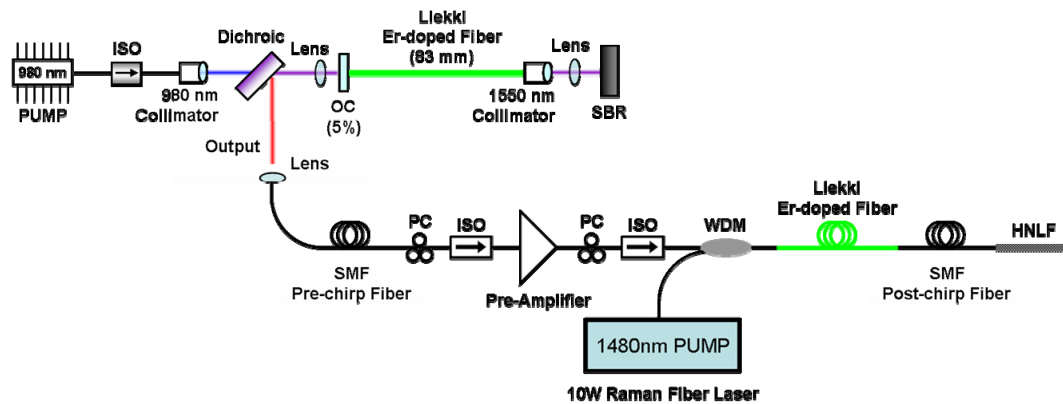 980 nm
PUMP
ISO
980 nm
Collimator
Dichroic
Lens
OC
(5%)
Liekki
Er-doped Fiber
(83 mm)
1550 nm
Collimator
Lens
SBR
Output
Lens
SMF
Pre-chirp Fiber
PC
ISO
Pre-Amplifier
PC
ISO
WDM
1480nm PUMP
10W Raman Fiber Laser
Liekki
Er-doped Fiber
SMF
Post-chirp Fiber
HNLF